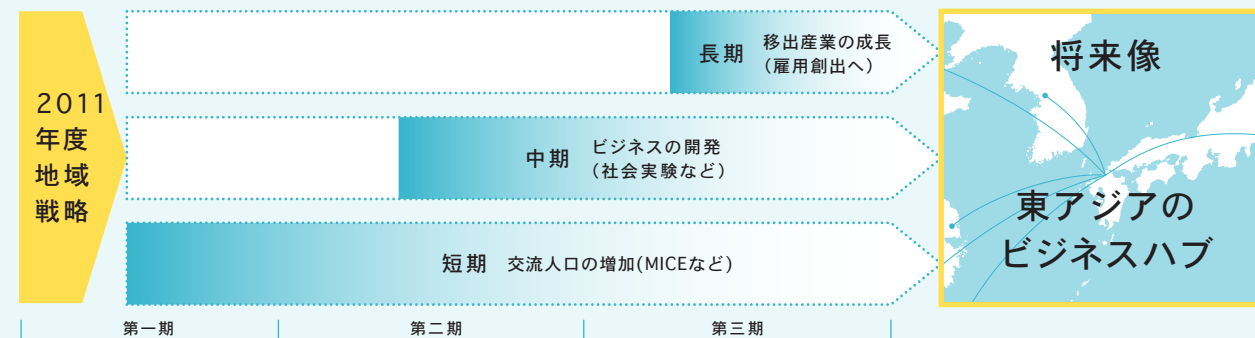 2011
年度
地域
戦略
長期
移出産業の成長
（雇用創出へ）
中期
ビジネスの開発
（社会実験など）
短期
交流人口の増加(MICEなど)
将来像
東アジアの
ビジネスハブ
第一期
第二期
第三期